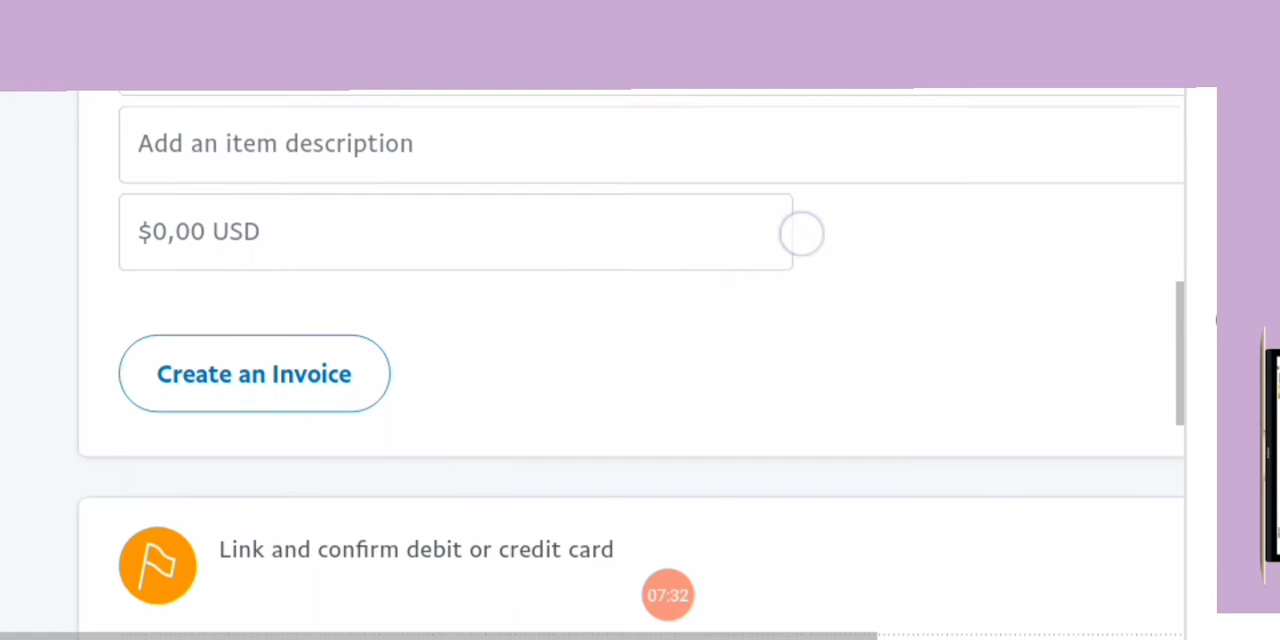 Add an item description
$0,00 USD
Create an Invoice
Link and confirm debit or credit card
07:32